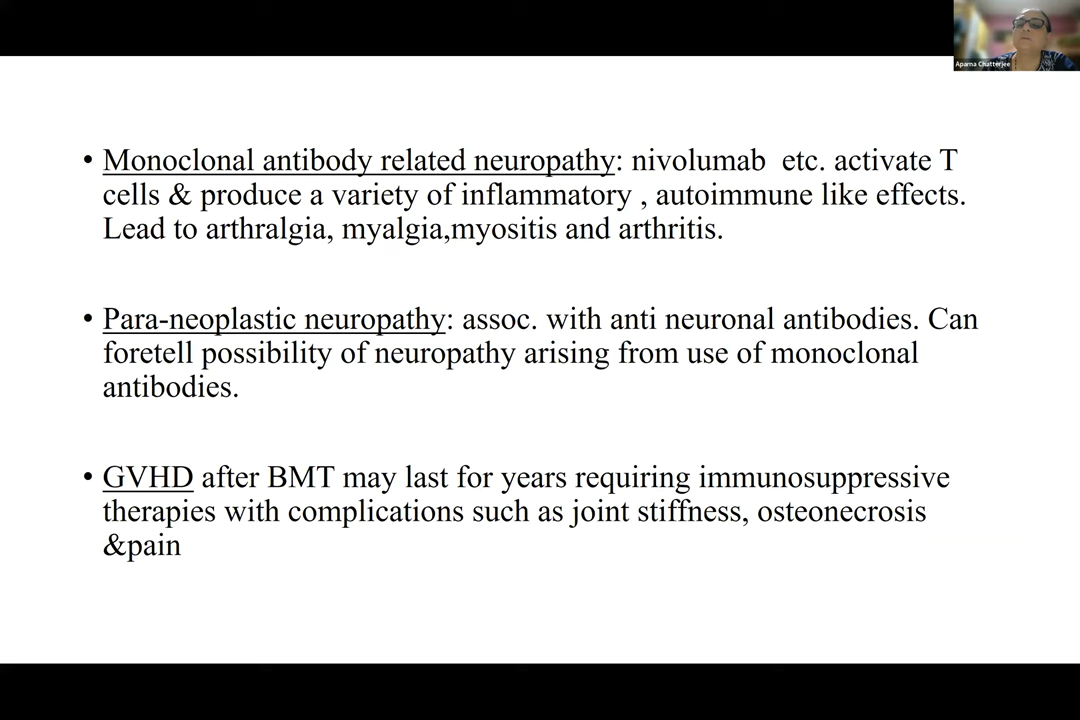 Aparna Chatterjee
• Monoclonal antibody related neuropathy: nivolumab  etc. activate T
cells & produce a variety of inflammatory , autoimmune like effects.
Lead to arthralgia, myalgia,myositis and arthritis.
• Para-neoplastic neuropathy: assoc. with anti neuronal antibodies. Can
foretell possibility of neuropathy arising from use of monoclonal
antibodies.
• GVHD after BMT may last for years requiring immunosuppressive
therapies with complications such as joint stiffness, osteonecrosis
&pain